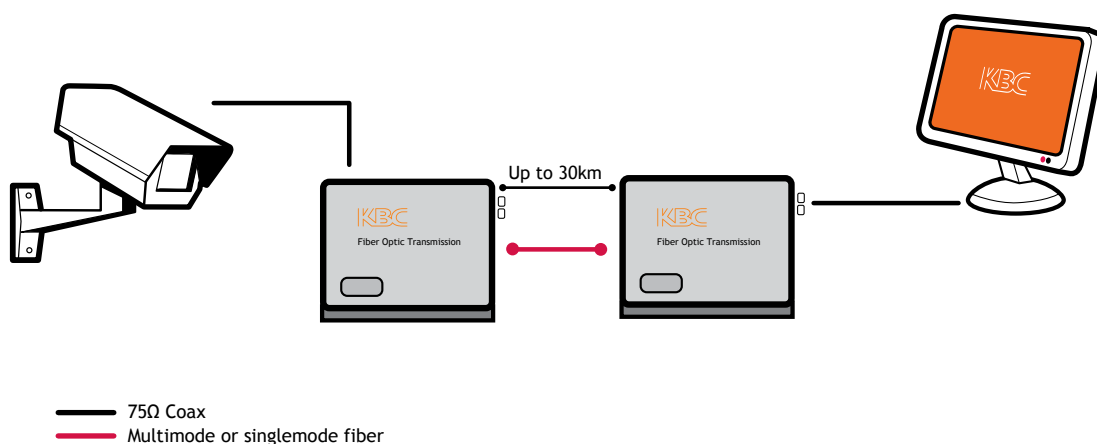 KBC
Up to 30km
KBC
Fiber Optic Transmission
KBC
Fiber Optic Transmission
75Ω Coax
Multimode or singlemode fiber